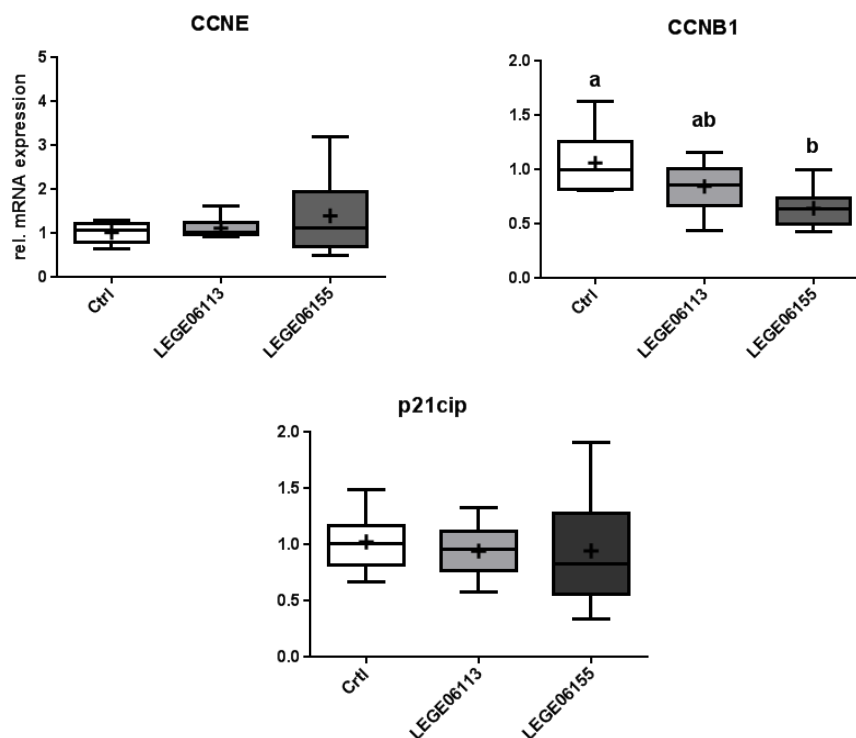 CCNE
rel. mRNA expression
5
4
3
2
1
0
Ctrl
LEGE06113
LEGE06155
CCNB1
2.0
1.5
1.0
0.5
0.0
a
ab
b
Ctrl
LEGE06113
LEGE06155
p21cip
2.0
1.5
1.0
0.5
0.0
Crtl
LEGE06113
LEGE06155